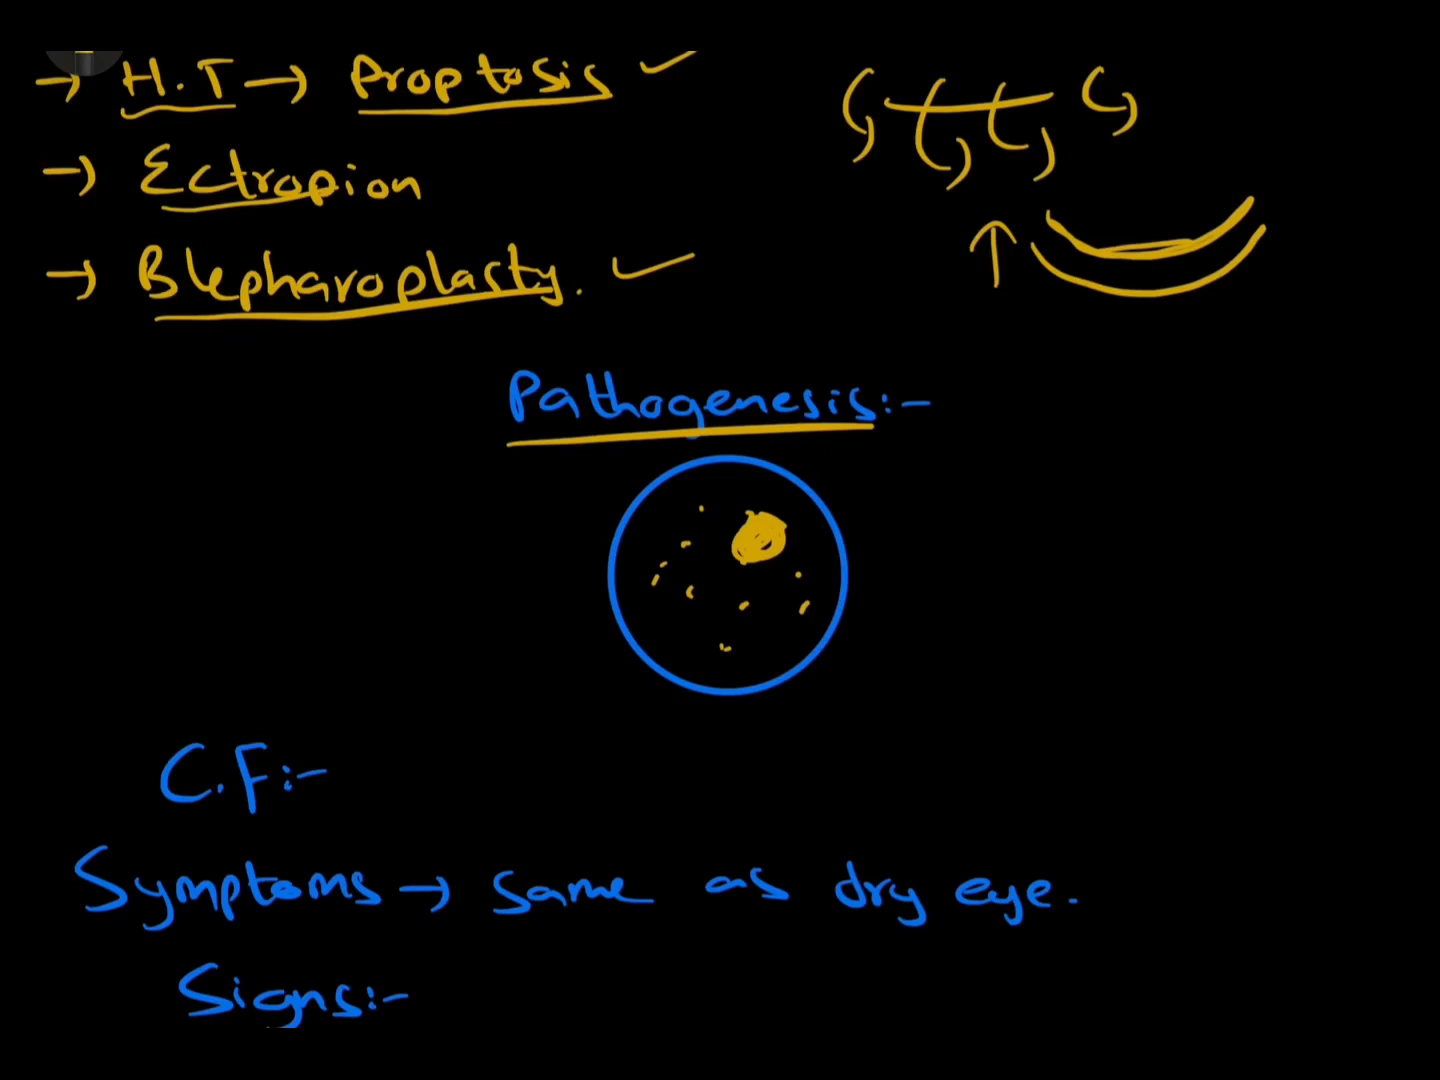 → H.T → Proptosis ✓
→ Ectropion
→ Blepharoplasty. ✓
Pathogenesis:-
C.F:-
Symptoms → same as dry eye.
Signs:-